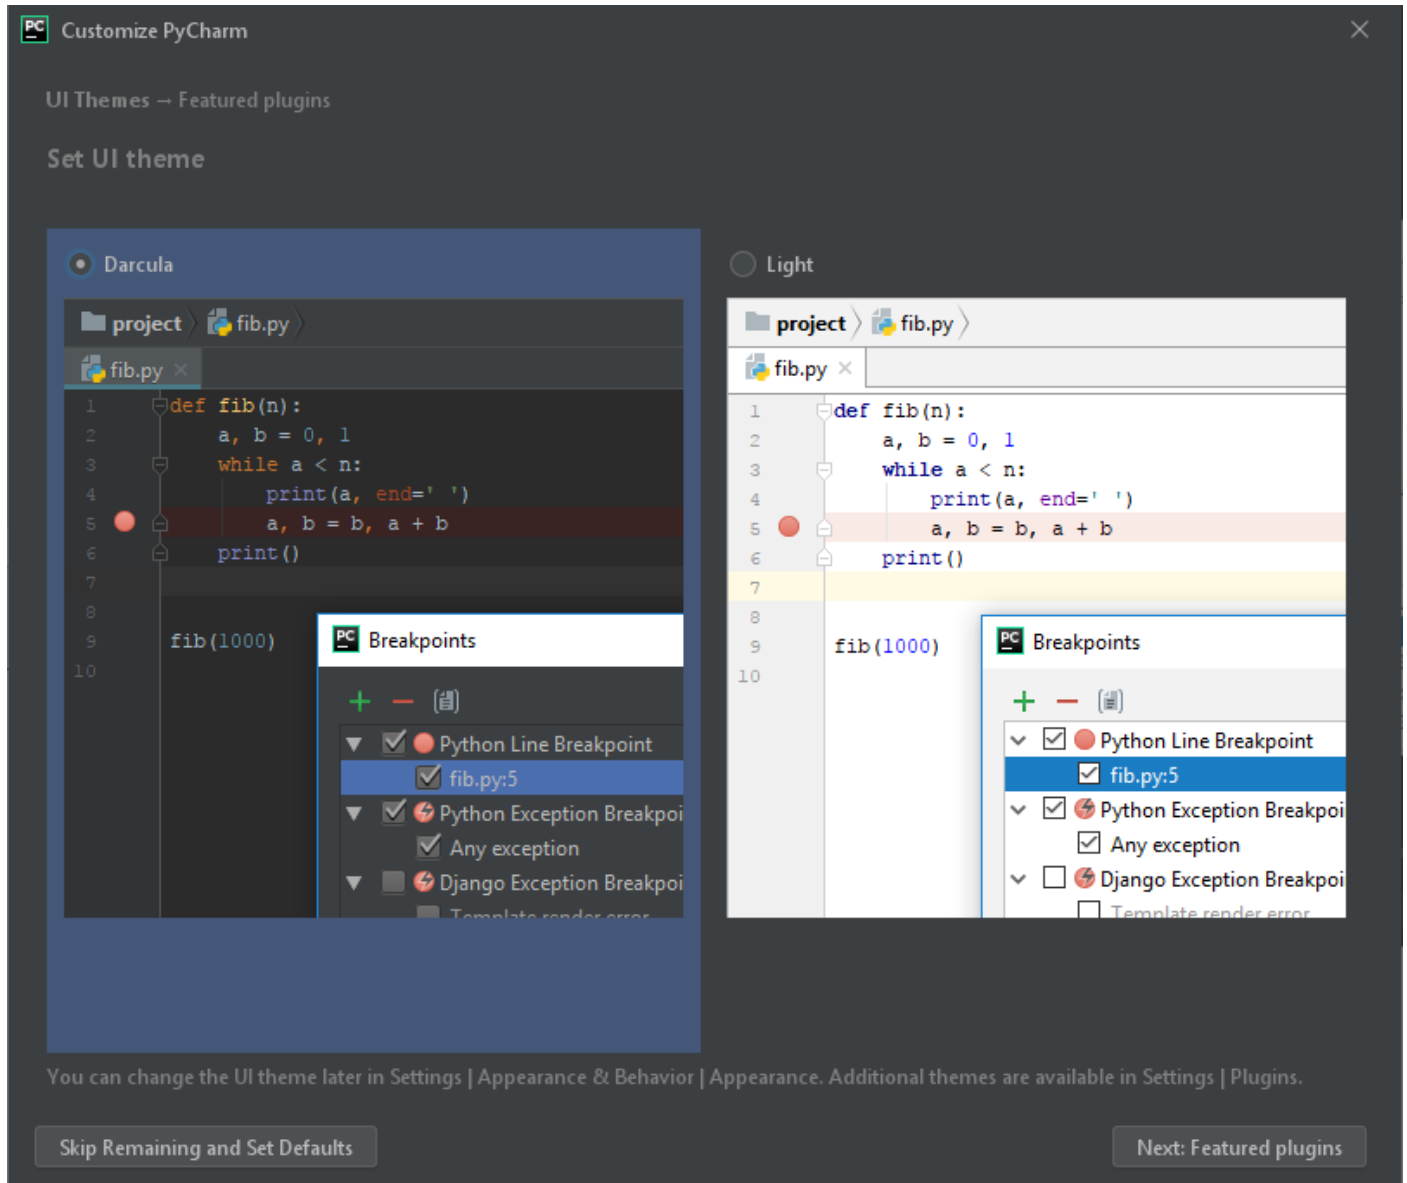 PC Customize PyCharm
UI Themes → Featured plugins
Set UI theme
Darcula
project fib.py
fib.py
1 def fib(n):
2     a, b = 0, 1
3     while a < n:
4         print(a, end=' ')
5         a, b = b, a + b
6     print()
7
8
9 fib(1000)
10
PC Breakpoints
Python Line Breakpoint
fib.py:5
Python Exception Breakpoi
Any exception
Django Exception Breakpoi
Template render error
Light
project fib.py
fib.py
1 def fib(n):
2     a, b = 0, 1
3     while a < n:
4         print(a, end=' ')
5         a, b = b, a + b
6     print()
7
8
9 fib(1000)
10
PC Breakpoints
Python Line Breakpoint
fib.py:5
Python Exception Breakpoi
Any exception
Django Exception Breakpoi
Template render error
You can change the UI theme later in Settings | Appearance & Behavior | Appearance. Additional themes are available in Settings | Plugins.
Skip Remaining and Set Defaults
Next: Featured plugins